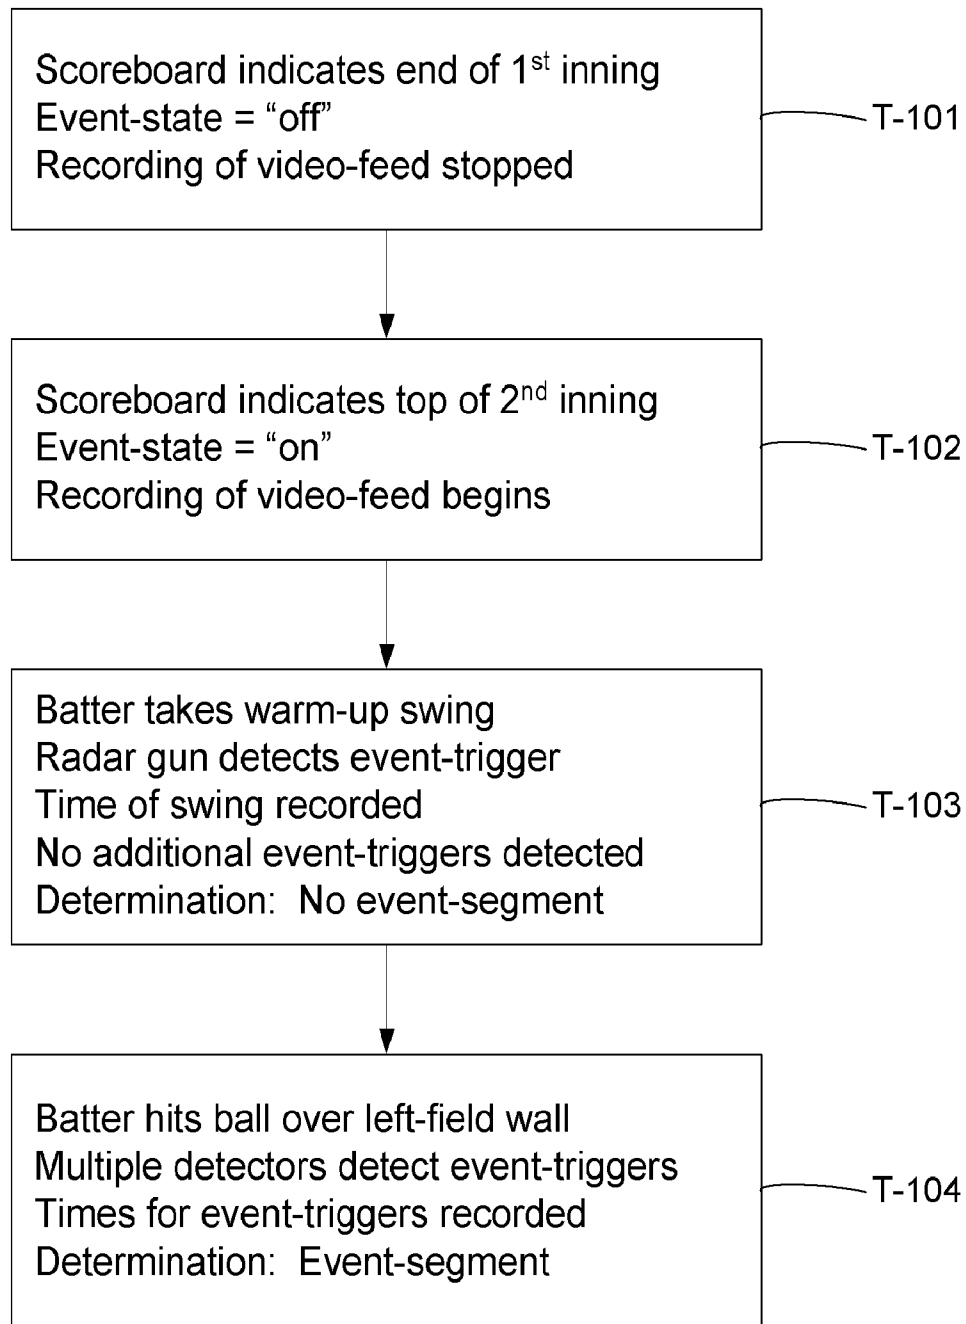 Scoreboard indicates end of 1st inning
Event-state = “off”
Recording of video-feed stopped
T-101
Scoreboard indicates top of 2nd inning
Event-state = “on”
Recording of video-feed begins
T-102
Batter takes warm-up swing
Radar gun detects event-trigger
Time of swing recorded
No additional event-triggers detected
Determination:  No event-segment
T-103
Batter hits ball over left-field wall
Multiple detectors detect event-triggers
Times for event-triggers recorded
Determination:  Event-segment
T-104